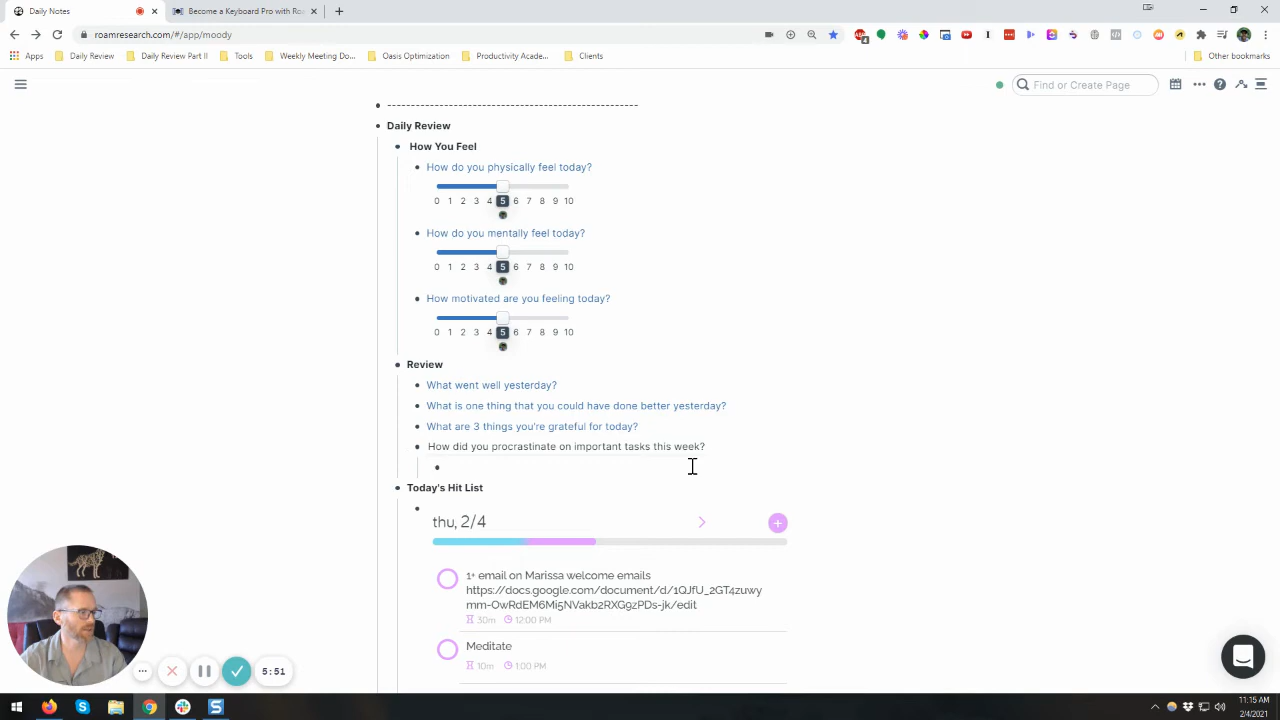 Daily Notes
Become a Keyboard Pro with Roa
roamresearch.com/#/app/moody
Apps
Daily Review
Daily Review Part II
Tools
Weekly Meeting Do...
Oasis Optimization
Productivity Acade...
Clients
Other bookmarks
Find or Create Page
--------------------------------------------------
Daily Review
How You Feel
How do you physically feel today?
0 1 2 3 4 5 6 7 8 9 10
How do you mentally feel today?
0 1 2 3 4 5 6 7 8 9 10
How motivated are you feeling today?
0 1 2 3 4 5 6 7 8 9 10
Review
What went well yesterday?
What is one thing that you could have done better yesterday?
What are 3 things you're grateful for today?
How did you procrastinate on important tasks this week?
Today's Hit List
thu, 2/4
1+ email on Marissa welcome emails
https://docs.google.com/document/d/1QJfU_2GT4zuwy
mm-OwRdEM6Mi5NVakb2RXG9zPDs-jk/edit
30m 12:00 PM
Meditate
10m 1:00 PM
5:51
11:15 AM
2/4/2021